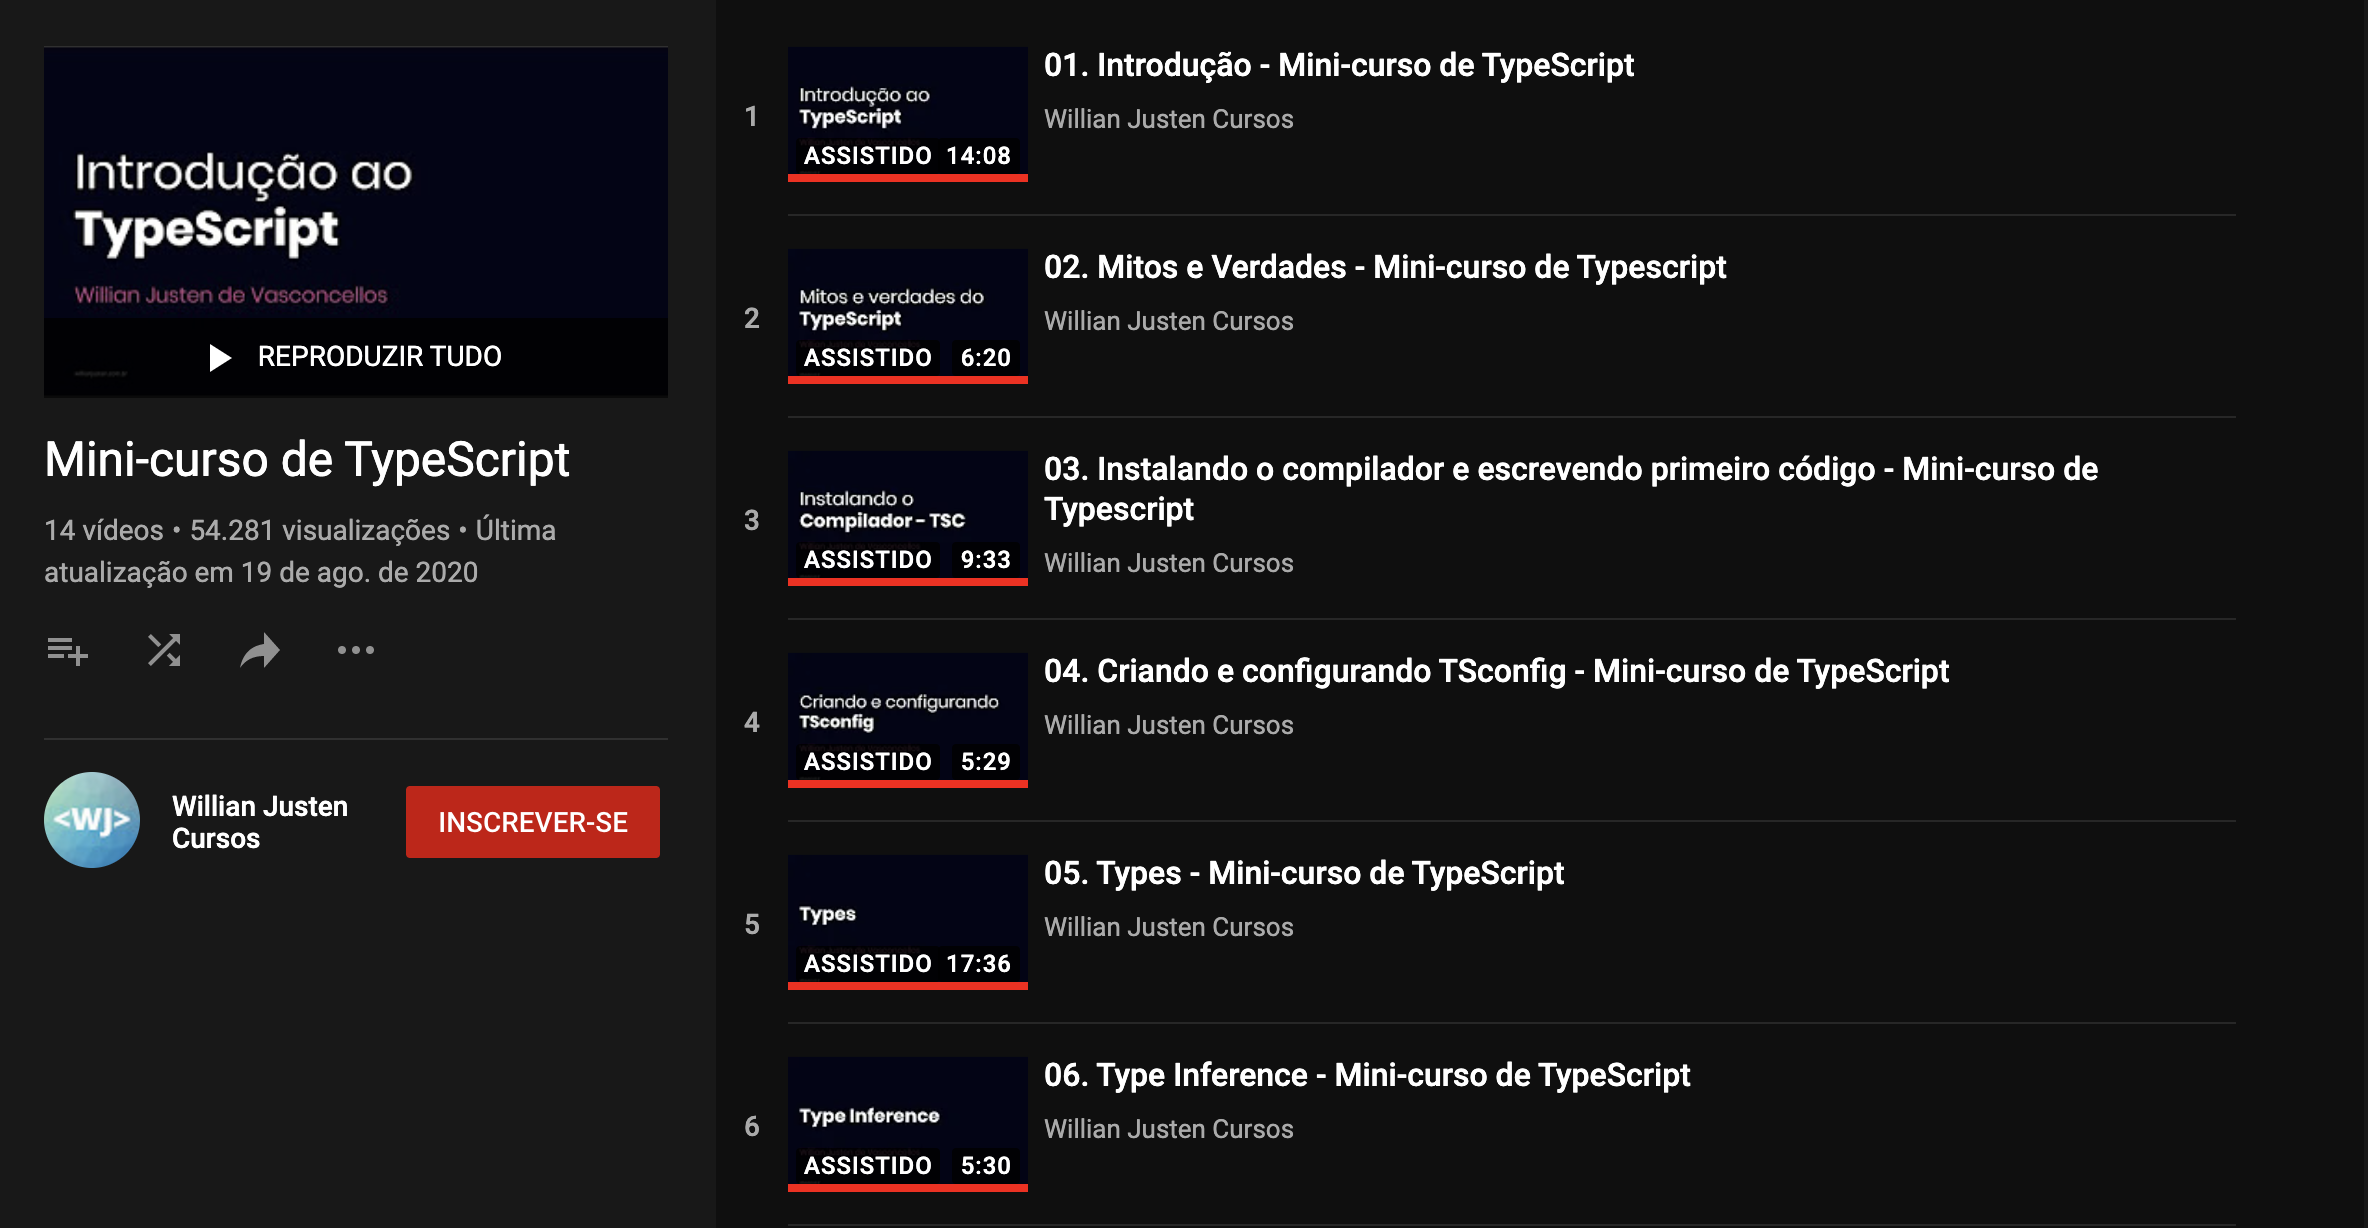 Introdução ao
TypeScript
Willian Justen de Vasconcellos
REPRODUZIR TUDO
Mini-curso de TypeScript
14 vídeos • 54.281 visualizações • Última
atualização em 19 de ago. de 2020
<WJ>
Willian Justen
Cursos
INSCREVER-SE
1
Introdução ao
TypeScript
ASSISTIDO 14:08
01. Introdução - Mini-curso de TypeScript
Willian Justen Cursos
2
Mitos e verdades do
TypeScript
ASSISTIDO 6:20
02. Mitos e Verdades - Mini-curso de Typescript
Willian Justen Cursos
3
Instalando o
Compilador - TSC
ASSISTIDO 9:33
03. Instalando o compilador e escrevendo primeiro código - Mini-curso de
Typescript
Willian Justen Cursos
4
Criando e configurando
TSconfig
ASSISTIDO 5:29
04. Criando e configurando TSconfig - Mini-curso de TypeScript
Willian Justen Cursos
5
Types
ASSISTIDO 17:36
05. Types - Mini-curso de TypeScript
Willian Justen Cursos
6
Type Inference
ASSISTIDO 5:30
06. Type Inference - Mini-curso de TypeScript
Willian Justen Cursos